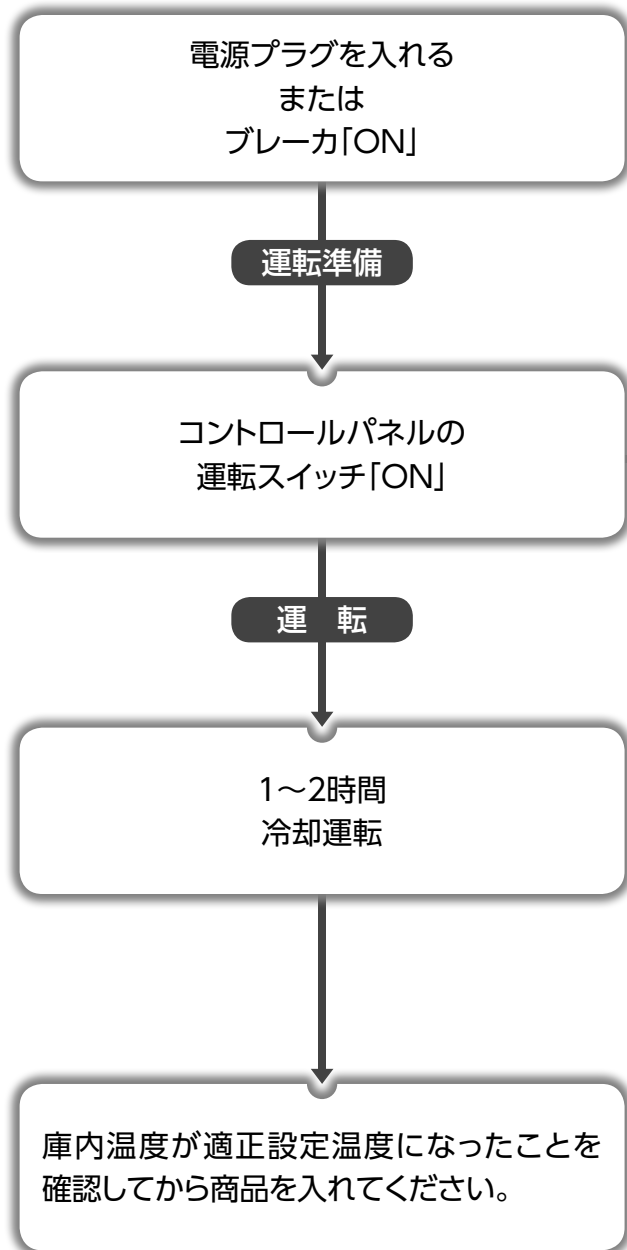 電源プラグを入れる
または
ブレーカ「ON」
運転準備
コントロールパネルの
運転スイッチ「ON」
運　転
1～2時間
冷却運転
庫内温度が適正設定温度になったことを
確認してから商品を入れてください。